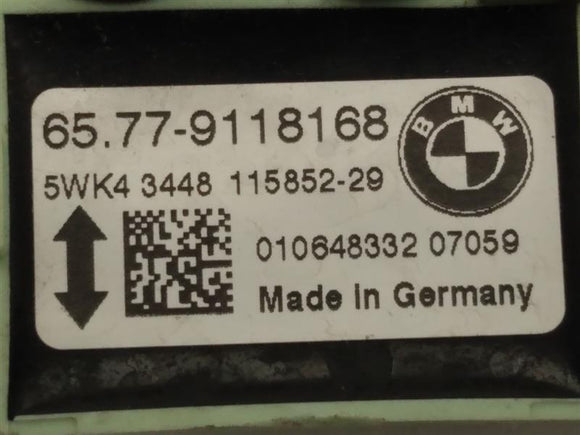 65.77-9118168
BMW
5WK4 3448 115852-29
010648332 07059
Made in Germany